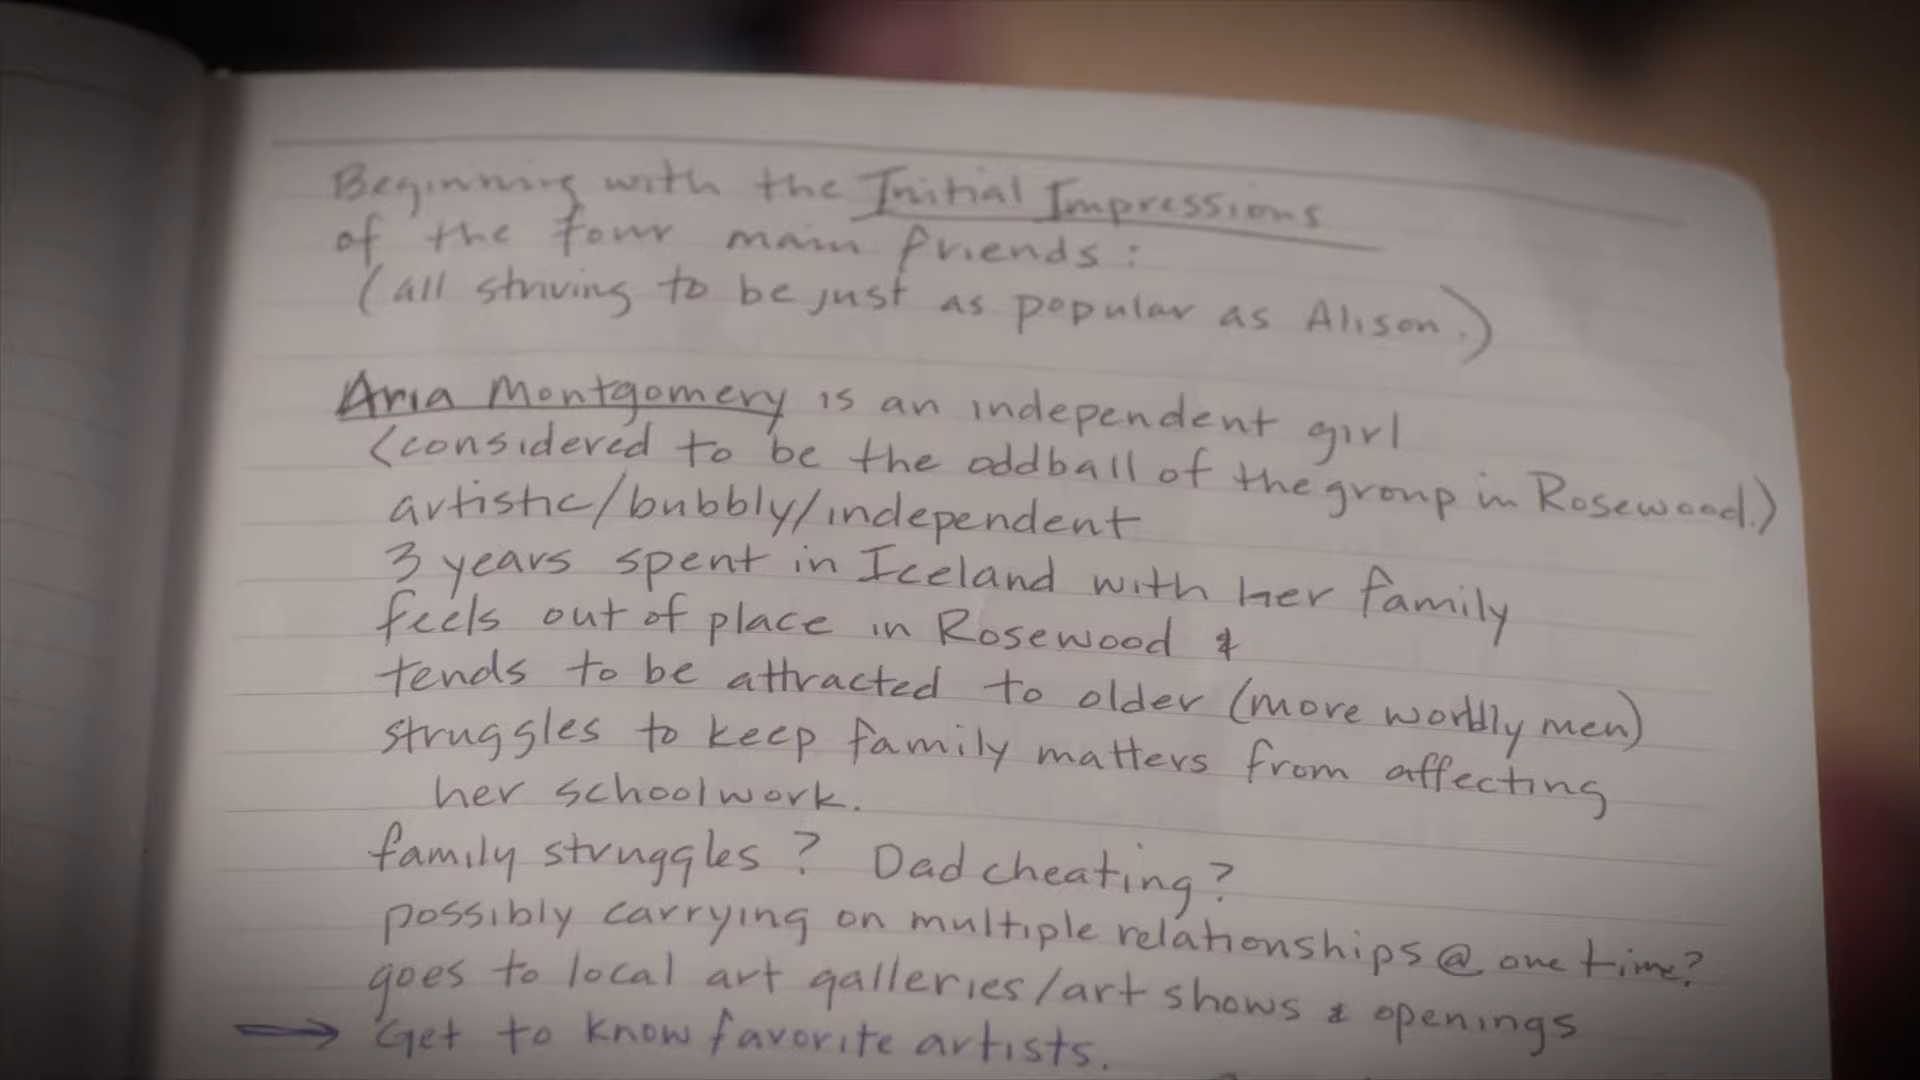 Beginning with the Initial Impressions
of the four main friends:
(all striving to be just as popular as Alison.)
Aria Montgomery is an independent girl
(considered to be the oddball of the group in Rosewood.)
artistic/bubbly/independent
3 years spent in Iceland with her family
feels out of place in Rosewood &
tends to be attracted to older (more worldly men)
struggles to keep family matters from affecting
her schoolwork.
family struggles? Dad cheating?
possibly carrying on multiple relationships @ one time?
goes to local art galleries/art shows & openings
→ Get to know favorite artists.